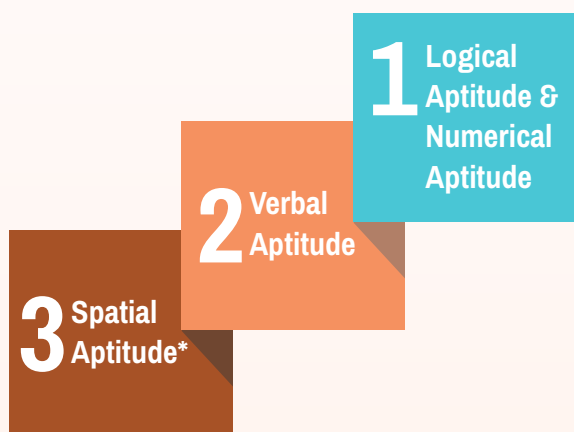 1
Logical
Aptitude &
Numerical
Aptitude
2
Verbal
Aptitude
3
Spatial
Aptitude*